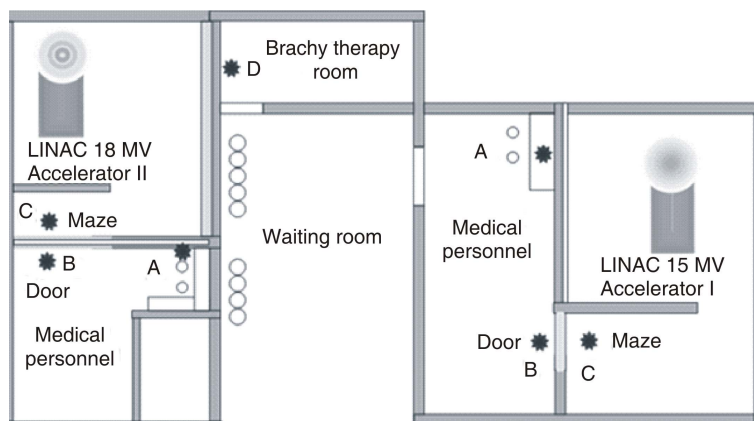 Brachy therapy
room
D
LINAC 18 MV
Accelerator II
C
Maze
B
Door
A
Medical
personnel
Waiting room
A
Medical
personnel
LINAC 15 MV
Accelerator I
Door
B
Maze
C